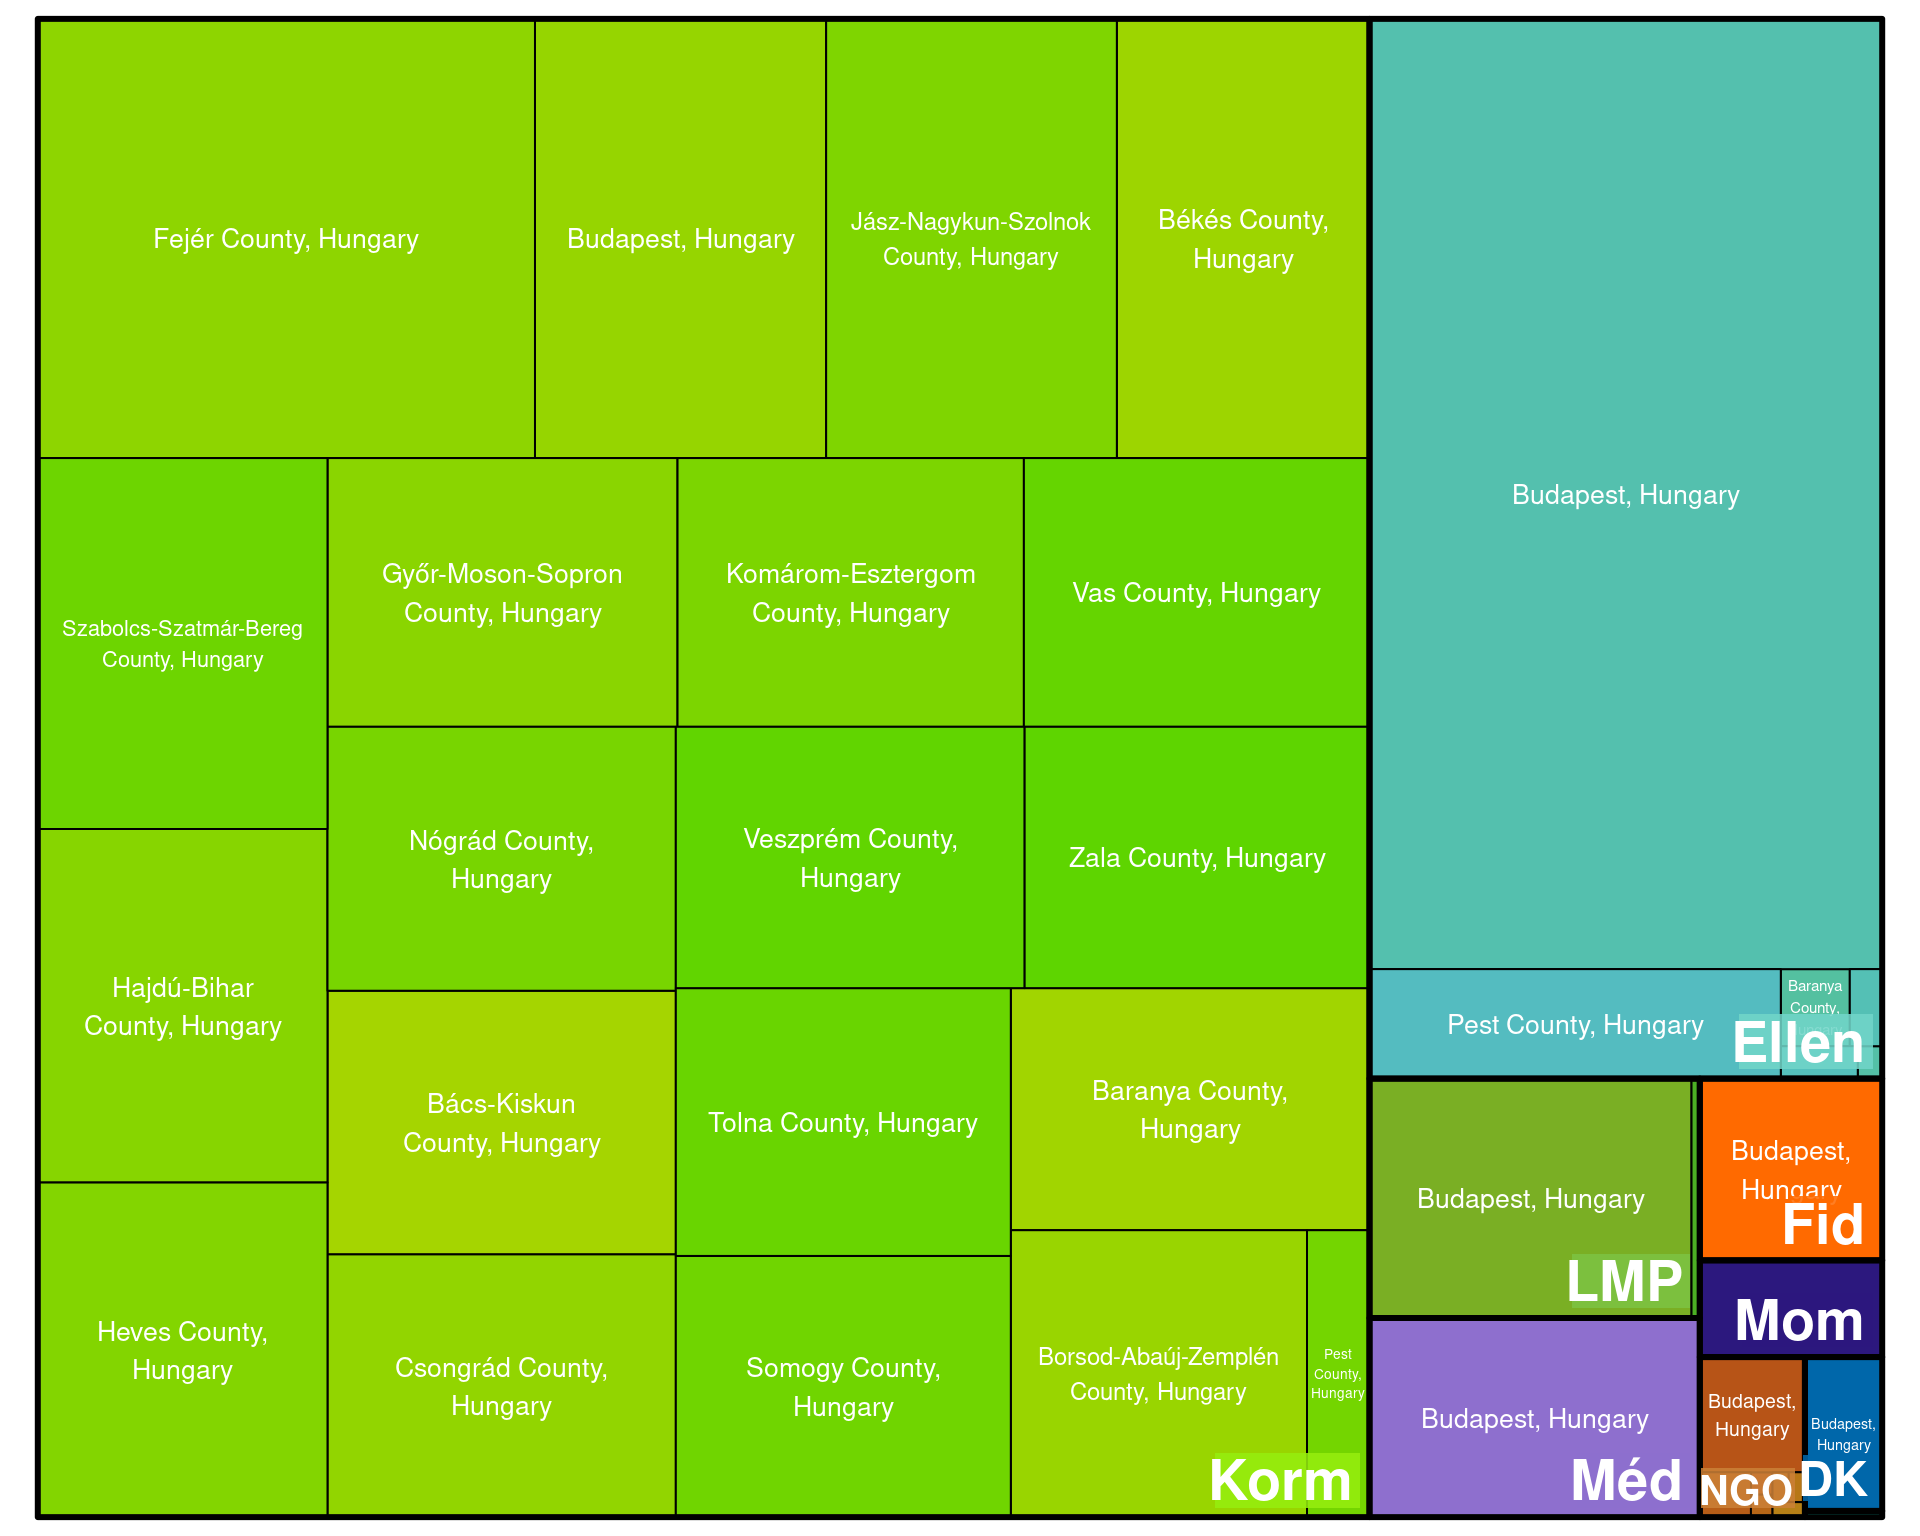 Fejér County, Hungary
Budapest, Hungary
Jász-Nagykun-Szolnok
County, Hungary
Békés County,
Hungary
Szabolcs-Szatmár-Bereg
County, Hungary
Győr-Moson-Sopron
County, Hungary
Komárom-Esztergom
County, Hungary
Vas County, Hungary
Hajdú-Bihar
County, Hungary
Nógrád County,
Hungary
Veszprém County,
Hungary
Zala County, Hungary
Heves County,
Hungary
Bács-Kiskun
County, Hungary
Csongrád County,
Hungary
Tolna County, Hungary
Somogy County,
Hungary
Baranya County,
Hungary
Borsod-Abaúj-Zemplén
County, Hungary
Pest
County,
Hungary
Korm
Budapest, Hungary
Pest County, Hungary
Baranya
County,
Ellen
Budapest, Hungary
LMP
Budapest, Hungary
Méd
Budapest,
Hungary
Fid
Mom
Budapest,
Hungary
NGO
Budapest,
Hungary
DK